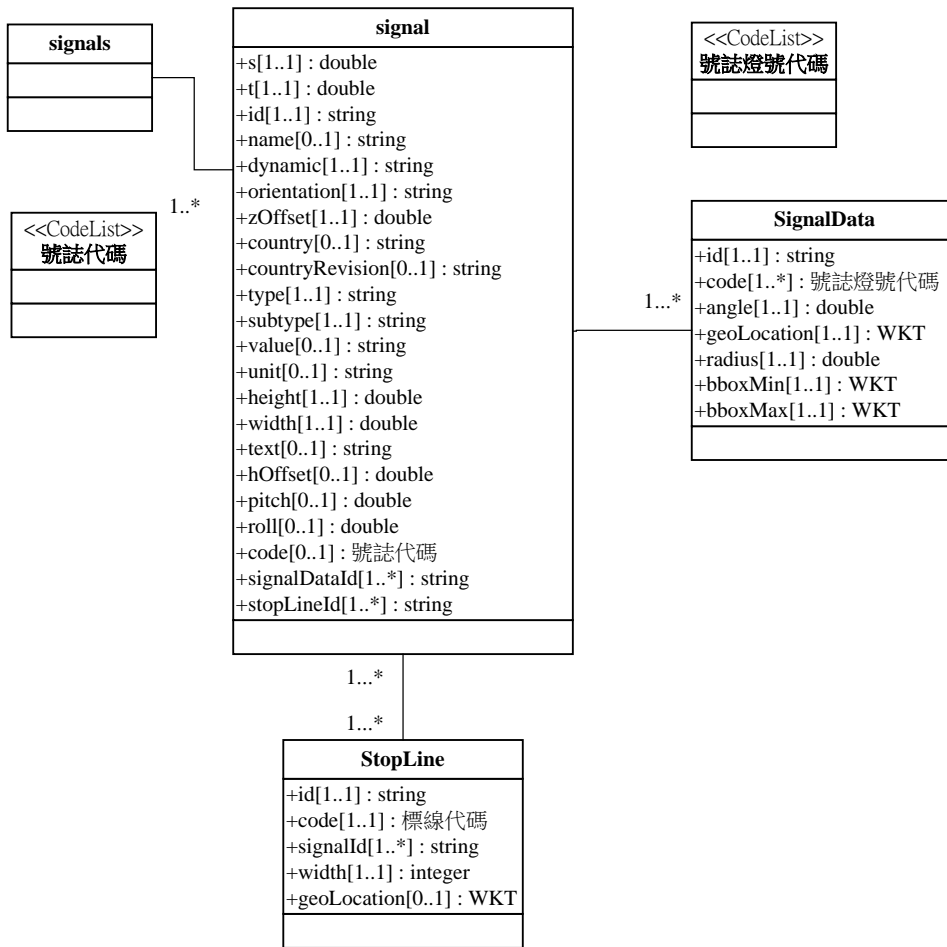 signals
1..*
<<CodeList>>
號誌代碼
signal
+s[1..1] : double
+t[1..1] : double
+id[1..1] : string
+name[0..1] : string
+dynamic[1..1] : string
+orientation[1..1] : string
+zOffset[1..1] : double
+country[0..1] : string
+countryRevision[0..1] : string
+type[1..1] : string
+subtype[1..1] : string
+value[0..1] : string
+unit[0..1] : string
+height[1..1] : double
+width[1..1] : double
+text[0..1] : string
+hOffset[0..1] : double
+pitch[0..1] : double
+roll[0..1] : double
+code[0..1] : 號誌代碼
+signalDataId[1..*] : string
+stopLineId[1..*] : string
<<CodeList>>
號誌燈號代碼
1...*
SignalData
+id[1..1] : string
+code[1..*] : 號誌燈號代碼
+angle[1..1] : double
+geoLocation[1..1] : WKT
+radius[1..1] : double
+bboxMin[1..1] : WKT
+bboxMax[1..1] : WKT
1...*
1...*
StopLine
+id[1..1] : string
+code[1..1] : 標線代碼
+signalId[1..*] : string
+width[1..1] : integer
+geoLocation[0..1] : WKT